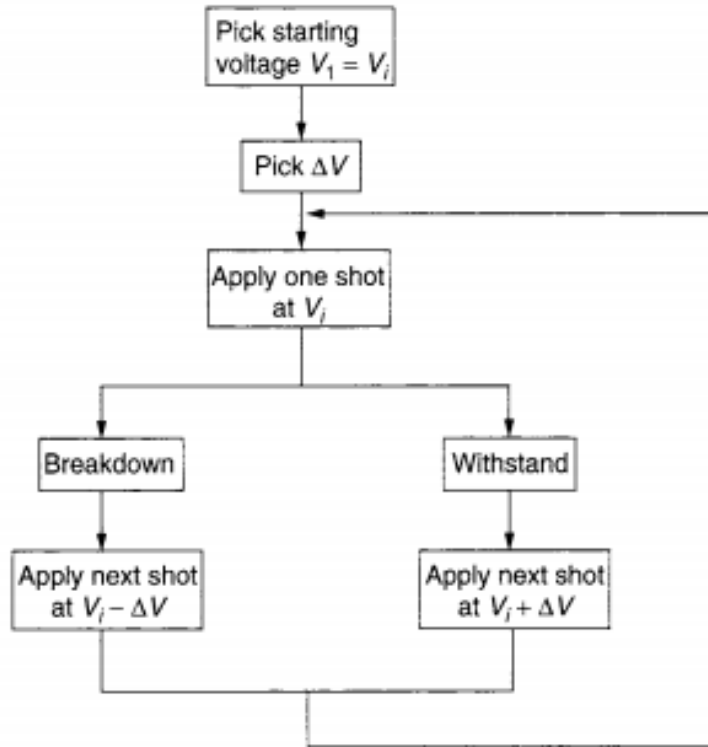 Pick starting
voltage V₁ = Vᵢ
Pick ΔV
Apply one shot
at Vᵢ
Breakdown
Withstand
Apply next shot
at Vᵢ − ΔV
Apply next shot
at Vᵢ + ΔV